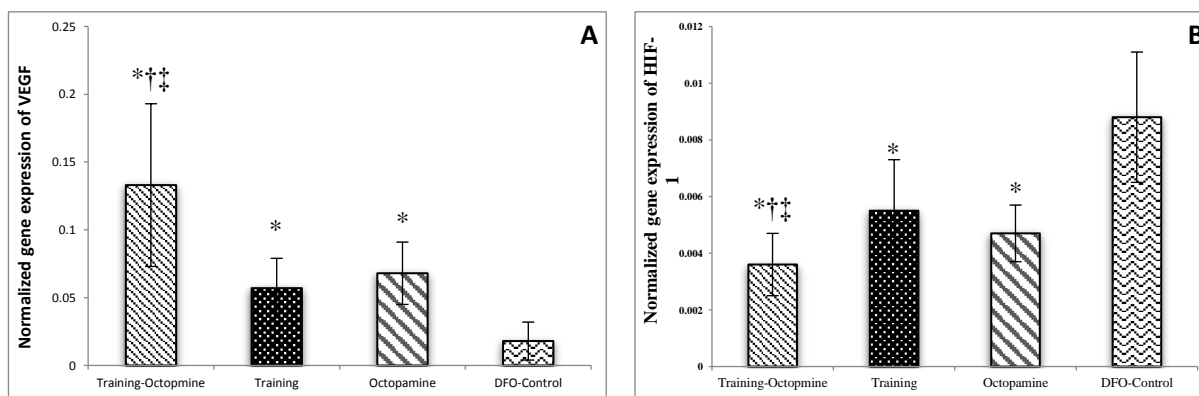 A
Normalized gene expression of VEGF
0.25
0.2
0.15
0.1
0.05
0
*†‡
*
*
Training-Octopmine
Training
Octopamine
DFO-Control
B
Normalized gene expression of HIF-
1
0.012
0.01
0.008
0.006
0.004
0.002
0
*†‡
*
*
Training-Octopamine
Training
Octopamine
DFO-Control